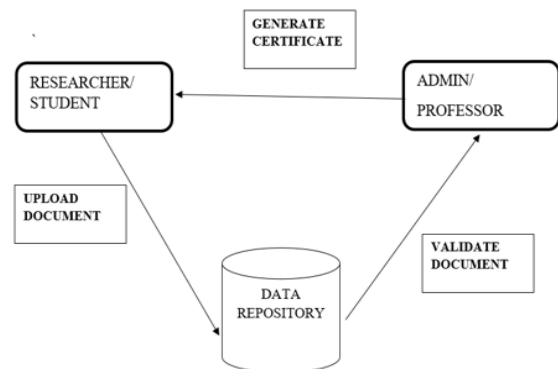 GENERATE
CERTIFICATE
RESEARCHER/
STUDENT
ADMIN/
PROFESSOR
UPLOAD
DOCUMENT
VALIDATE
DOCUMENT
DATA
REPOSITORY